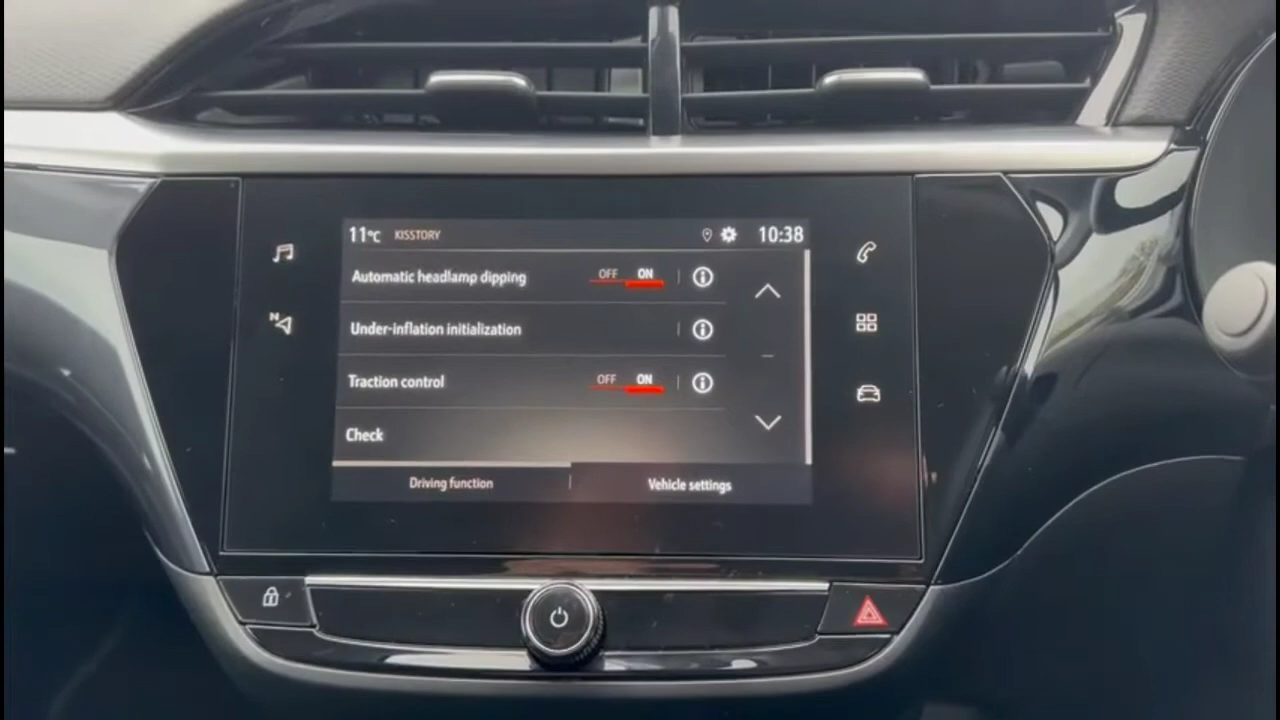 11°C KISSTORY 10:38
Automatic headlamp dipping OFF ON
N
Under-inflation initialization
Traction control OFF ON
Check
Driving function Vehicle settings